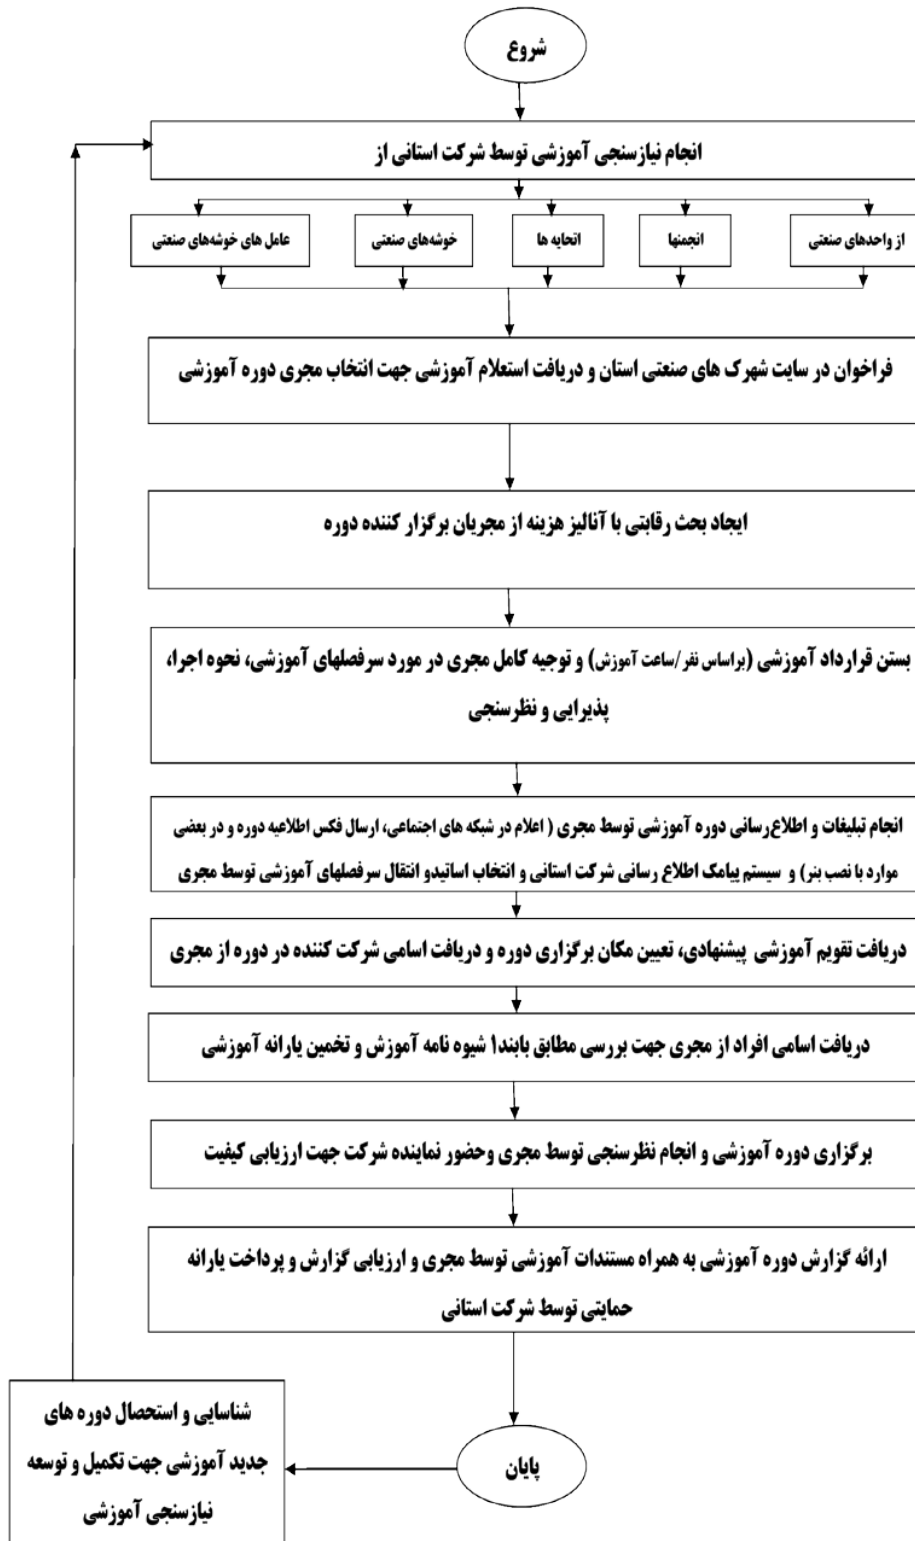 شروع
انجام نیازسنجی آموزشی توسط شرکت استانی از
از واحدهای صنعتی
انجمنها
اتحایه ها
خوشه‌های صنعتی
عامل های خوشه‌های صنعتی
فراخوان در سایت شهرک های صنعتی استان و دریافت استعلام آموزشی جهت انتخاب مجری دوره آموزشی
ایجاد بحث رقابتی با آنالیز هزینه از مجریان برگزار کننده دوره
بستن قرارداد آموزشی (براساس نفر/ساعت آموزش) و توجیه کامل مجری در مورد سرفصلهای آموزشی، نحوه اجرا،
پذیرایی و نظرسنجی
انجام تبلیغات و اطلاع‌رسانی دوره آموزشی توسط مجری ( اعلام در شبکه های اجتماعی، ارسال فکس اطلاعیه دوره و در بعضی
موارد با نصب بنر) و سیستم پیامک اطلاع رسانی شرکت استانی و انتخاب اساتیدو انتقال سرفصلهای آموزشی توسط مجری
دریافت تقویم آموزشی پیشنهادی، تعیین مکان برگزاری دوره و دریافت اسامی شرکت کننده در دوره از مجری
دریافت اسامی افراد از مجری جهت بررسی مطابق بابند۱ شیوه نامه آموزش و تخمین یارانه آموزشی
برگزاری دوره آموزشی و انجام نظرسنجی توسط مجری وحضور نماینده شرکت جهت ارزیابی کیفیت
ارائه گزارش دوره آموزشی به همراه مستندات آموزشی توسط مجری و ارزیابی گزارش و پرداخت یارانه
حمایتی توسط شرکت استانی
پایان
شناسایی و استحصال دوره های
جدید آموزشی جهت تکمیل و توسعه
نیازسنجی آموزشی